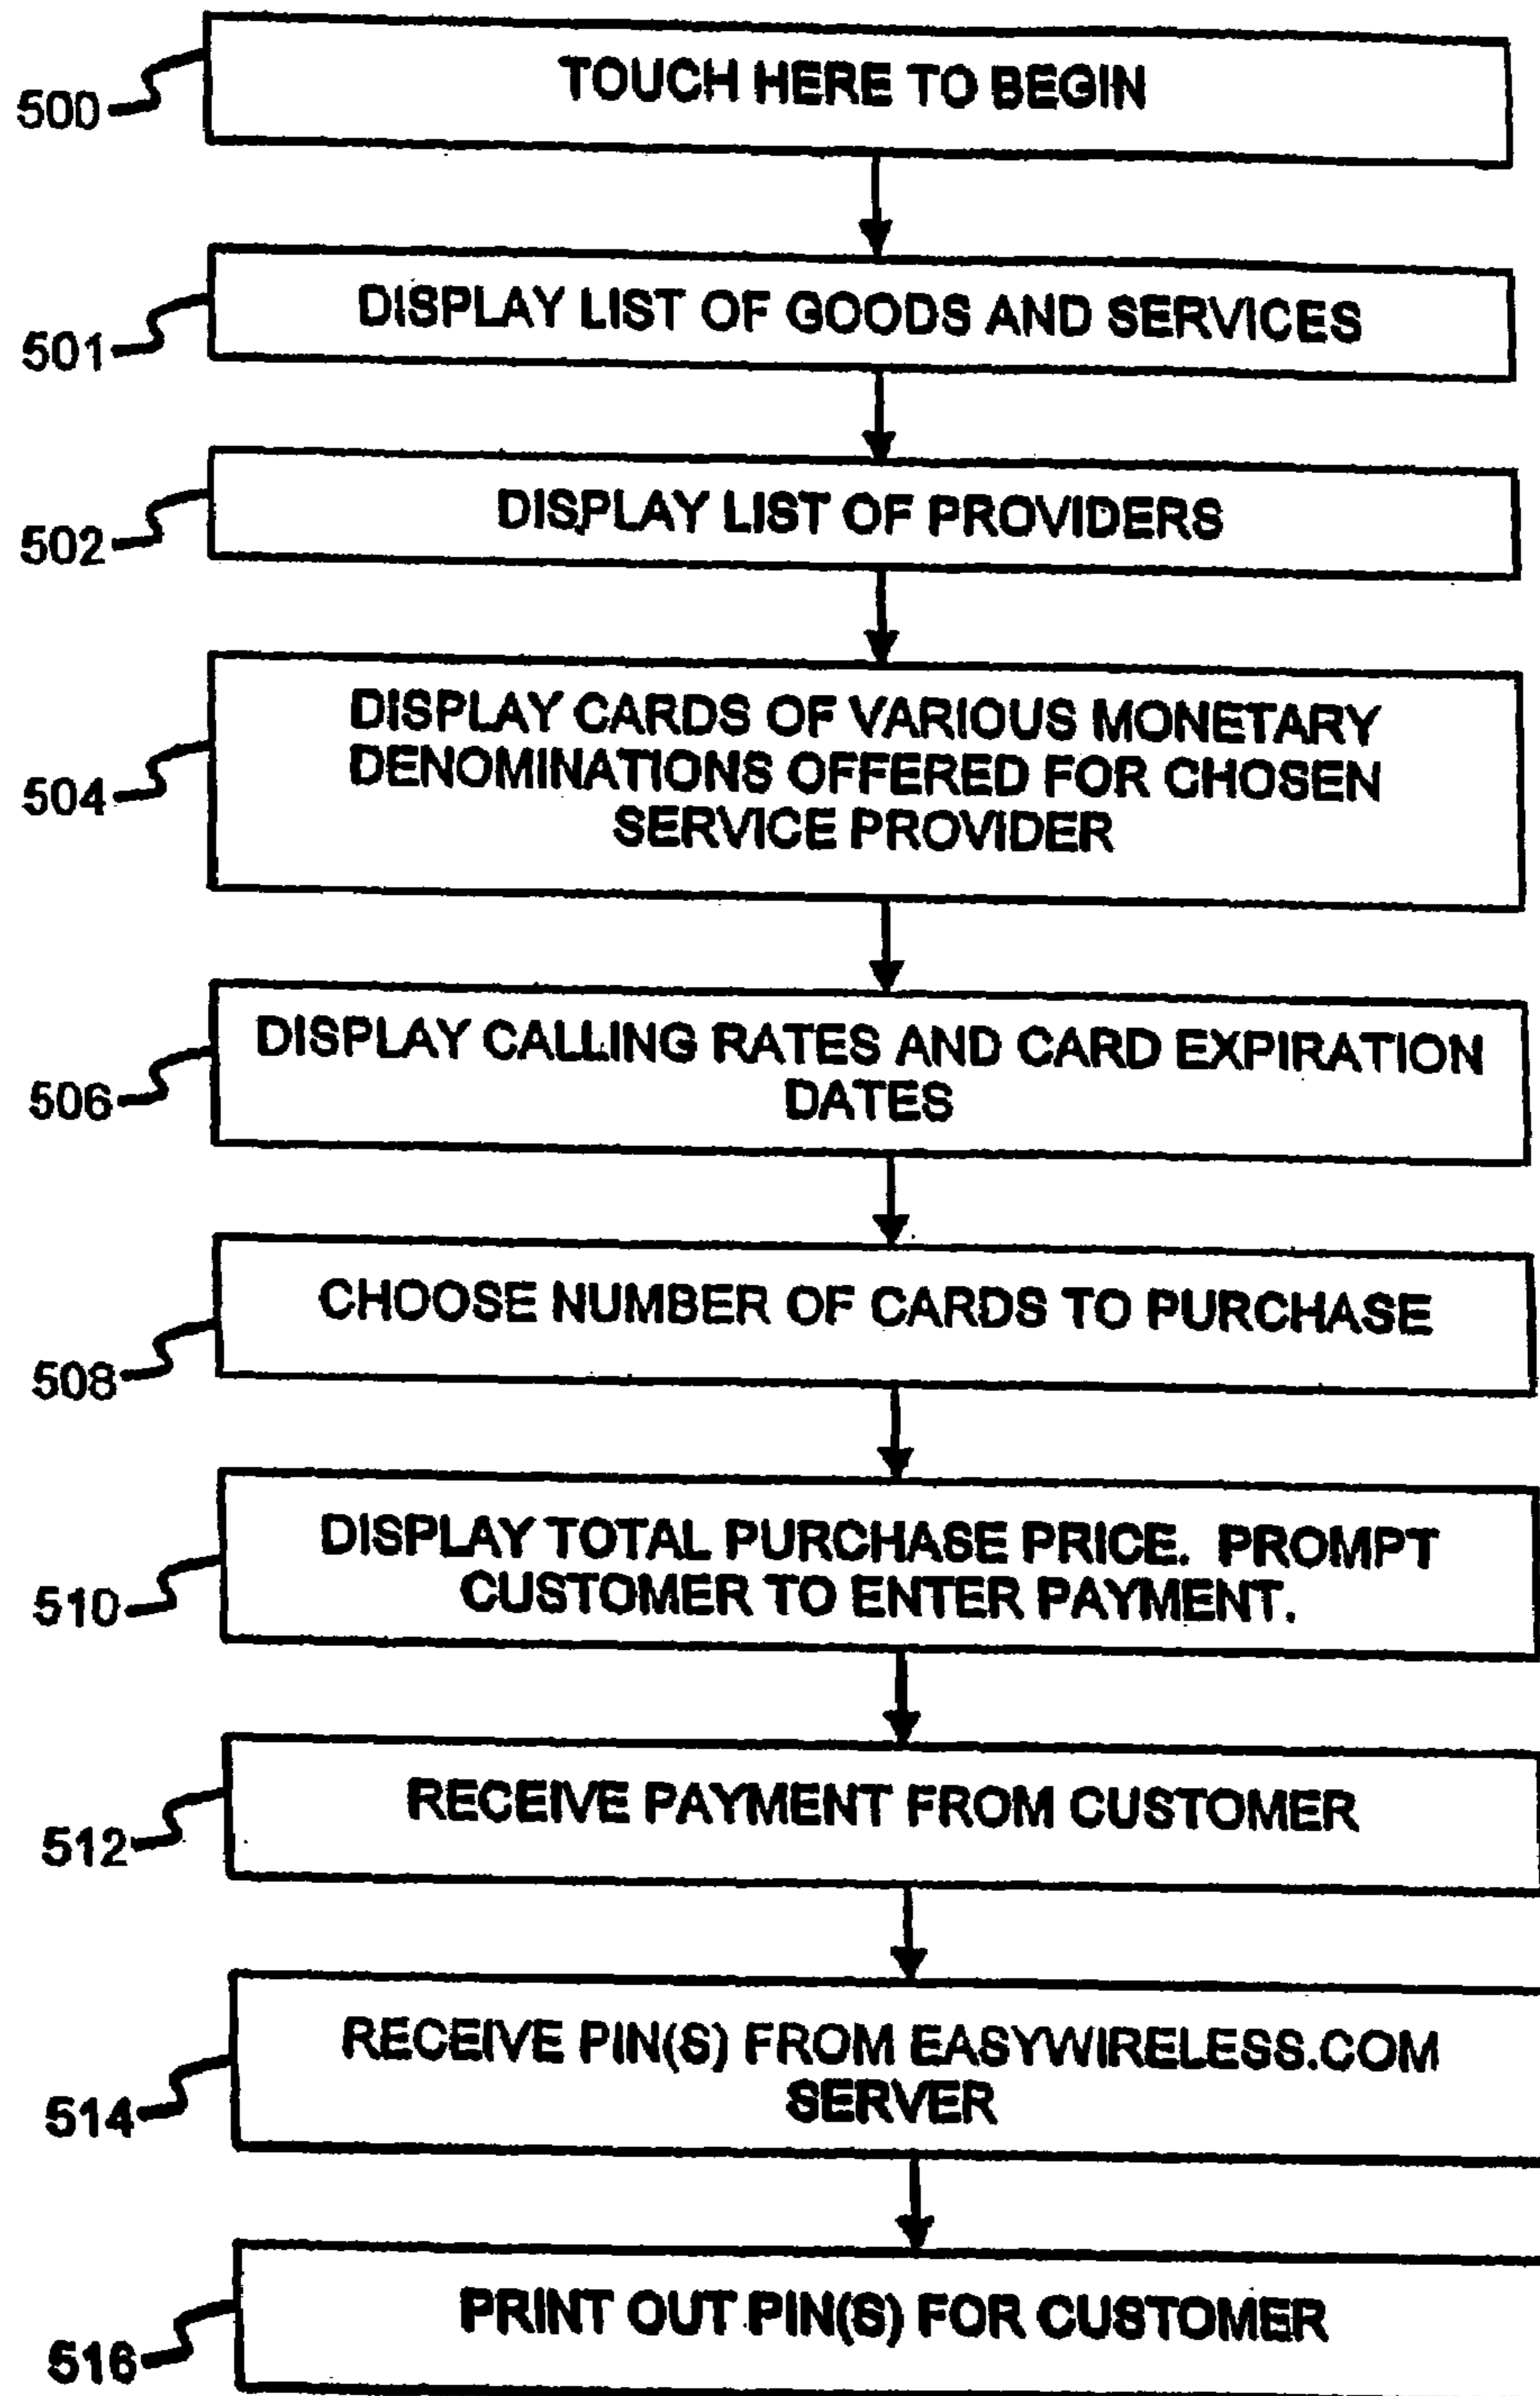 500
TOUCH HERE TO BEGIN
501
DISPLAY LIST OF GOODS AND SERVICES
502
DISPLAY LIST OF PROVIDERS
504
DISPLAY CARDS OF VARIOUS MONETARY
DENOMINATIONS OFFERED FOR CHOSEN
SERVICE PROVIDER
506
DISPLAY CALLING RATES AND CARD EXPIRATION
DATES
508
CHOOSE NUMBER OF CARDS TO PURCHASE
510
DISPLAY TOTAL PURCHASE PRICE. PROMPT
CUSTOMER TO ENTER PAYMENT.
512
RECEIVE PAYMENT FROM CUSTOMER
514
RECEIVE PIN(S) FROM EASYWIRELESS.COM
SERVER
516
PRINT OUT PIN(S) FOR CUSTOMER